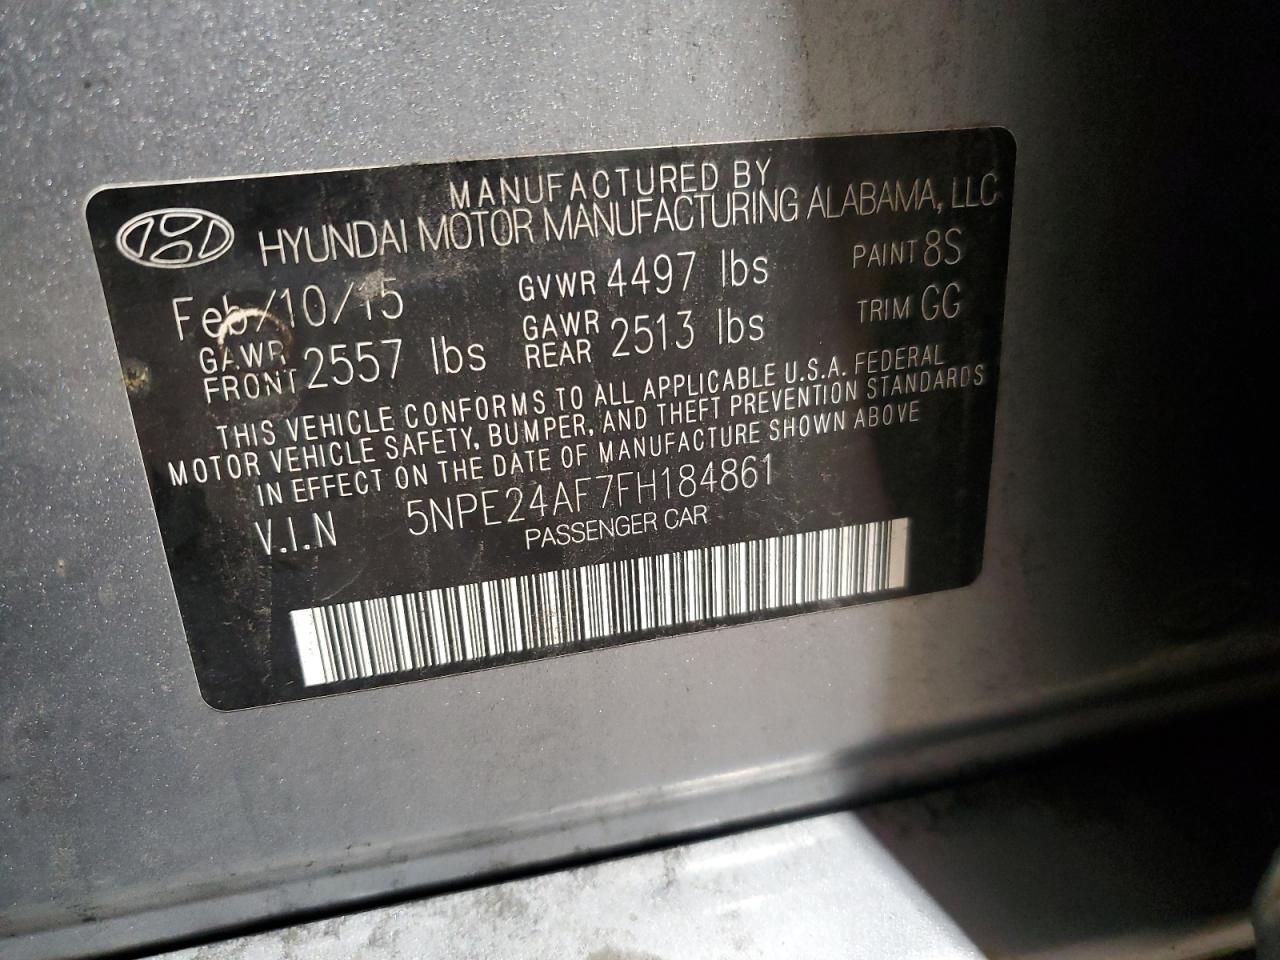 MANUFACTURED BY
HYUNDAI MOTOR MANUFACTURING ALABAMA, LLC
Feb/10/15 GVWR 4497 lbs PAINT 8S
GAWR FRONT 2557 lbs GAWR REAR 2513 lbs TRIM GG
THIS VEHICLE CONFORMS TO ALL APPLICABLE U.S.A. FEDERAL
MOTOR VEHICLE SAFETY, BUMPER, AND THEFT PREVENTION STANDARDS
IN EFFECT ON THE DATE OF MANUFACTURE SHOWN ABOVE
V.I.N 5NPE24AF7FH184861
PASSENGER CAR